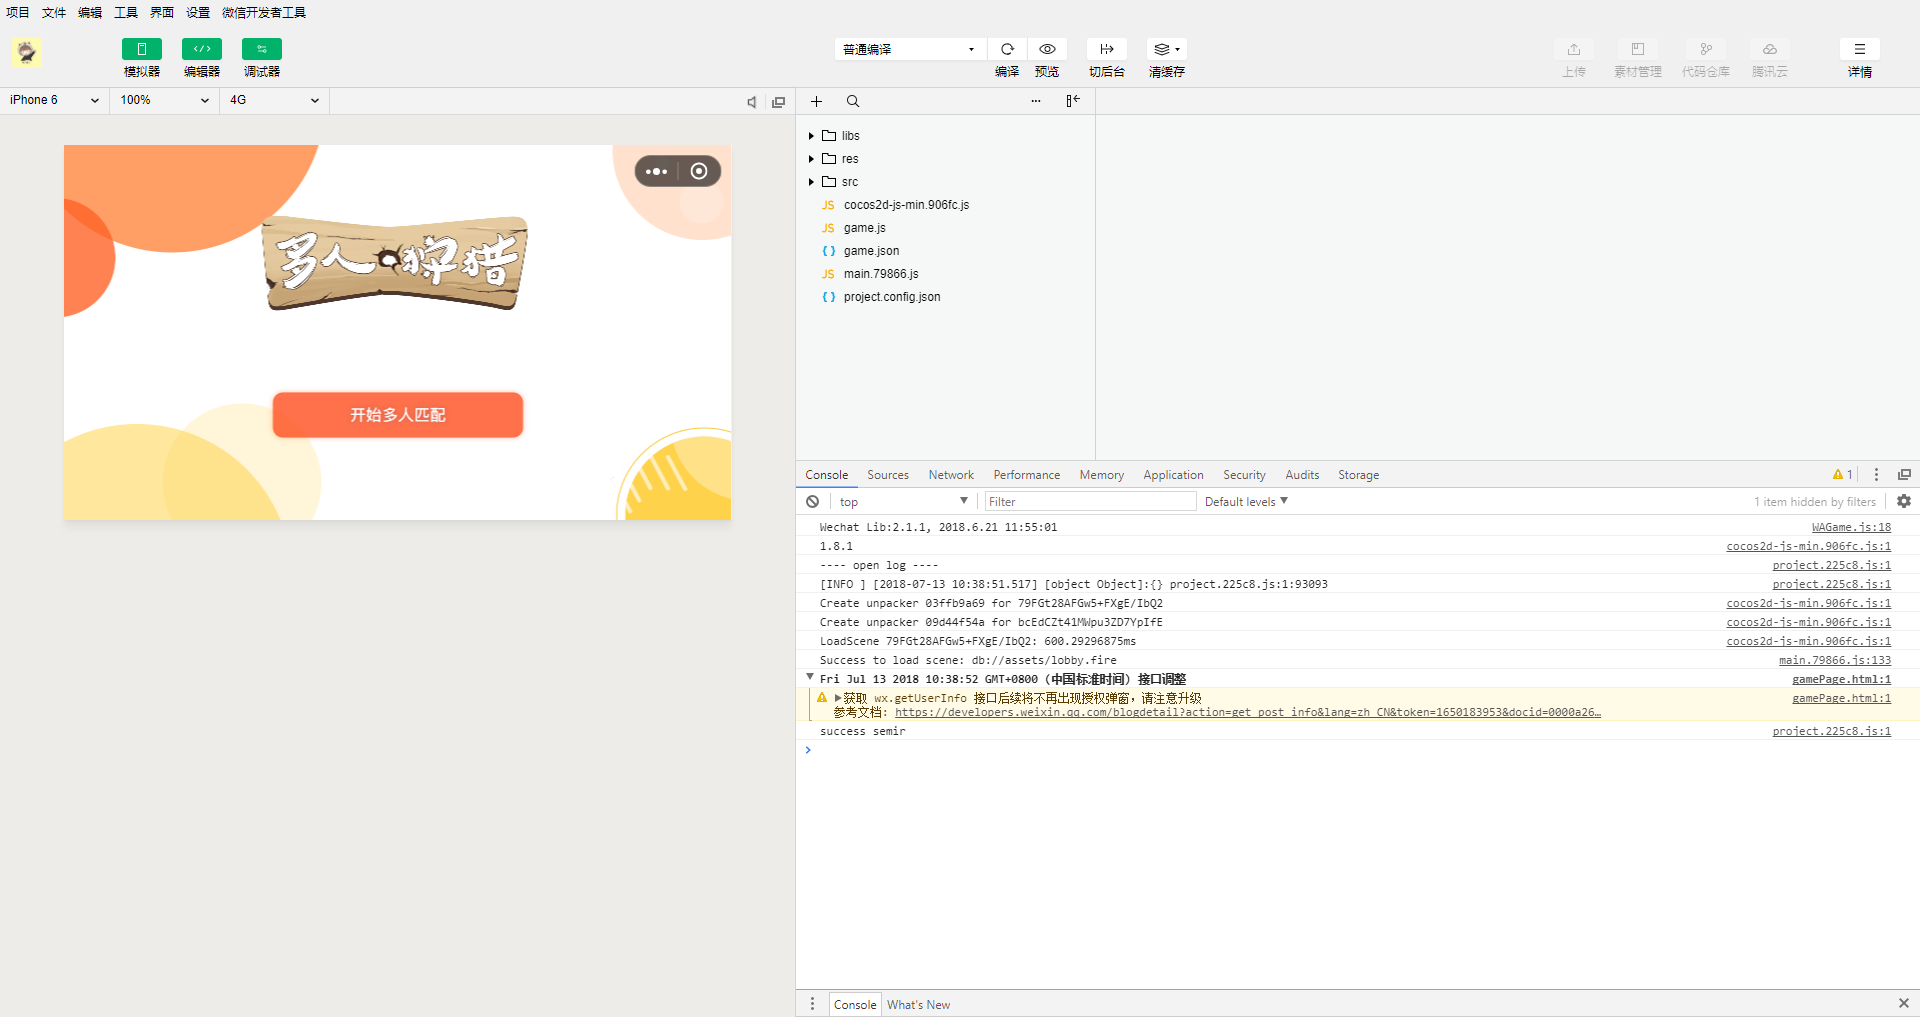 项目 文件 编辑 工具 界面 设置 微信开发者工具
模拟器 编辑器 调试器
普通编译
编译 预览 切后台 清缓存
上传 素材管理 代码仓库 腾讯云 详情
iPhone 6 100% 4G
多人狩猎
开始多人匹配
libs
res
src
JS cocos2d-js-min.906fc.js
JS game.js
{ } game.json
JS main.79866.js
{ } project.config.json
Console Sources Network Performance Memory Application Security Audits Storage 1
top Filter Default levels 1 item hidden by filters
Wechat Lib:2.1.1, 2018.6.21 11:55:01 WAGame.js:18
1.8.1 cocos2d-js-min.906fc.js:1
---- open log ---- project.225c8.js:1
[INFO ] [2018-07-13 10:38:51.517] [object Object]:{} project.225c8.js:1:93093 project.225c8.js:1
Create unpacker 03ffb9a69 for 79FGt28AFGw5+FXgE/IbQ2 cocos2d-js-min.906fc.js:1
Create unpacker 09d44f54a for bcEdCZt41MWpu3ZD7YpIfE cocos2d-js-min.906fc.js:1
LoadScene 79FGt28AFGw5+FXgE/IbQ2: 600.29296875ms cocos2d-js-min.906fc.js:1
Success to load scene: db://assets/lobby.fire main.79866.js:133
Fri Jul 13 2018 10:38:52 GMT+0800 (中国标准时间) 接口调整 gamePage.html:1
获取 wx.getUserInfo 接口后续将不再出现授权弹窗，请注意升级 gamePage.html:1
参考文档: https://developers.weixin.qq.com/blogdetail?action=get_post_info&lang=zh_CN&token=1650183953&docid=0000a26…
success semir project.225c8.js:1
Console What's New